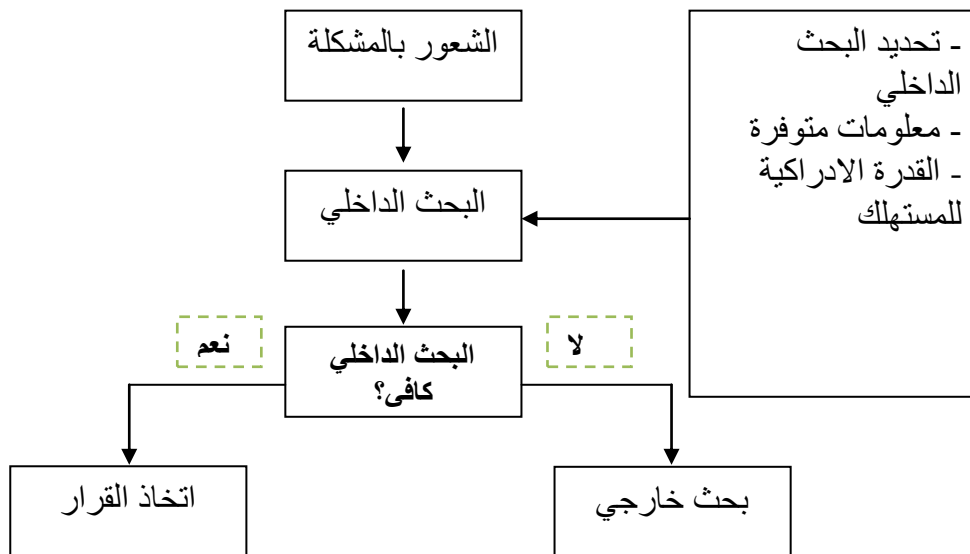 الشعور بالمشكلة
- تحديد البحث
الداخلي
- معلومات متوفرة
- القدرة الادراكية
للمستهلك
البحث الداخلي
لا
نعم
البحث الداخلي
كافى؟
بحث خارجي
اتخاذ القرار